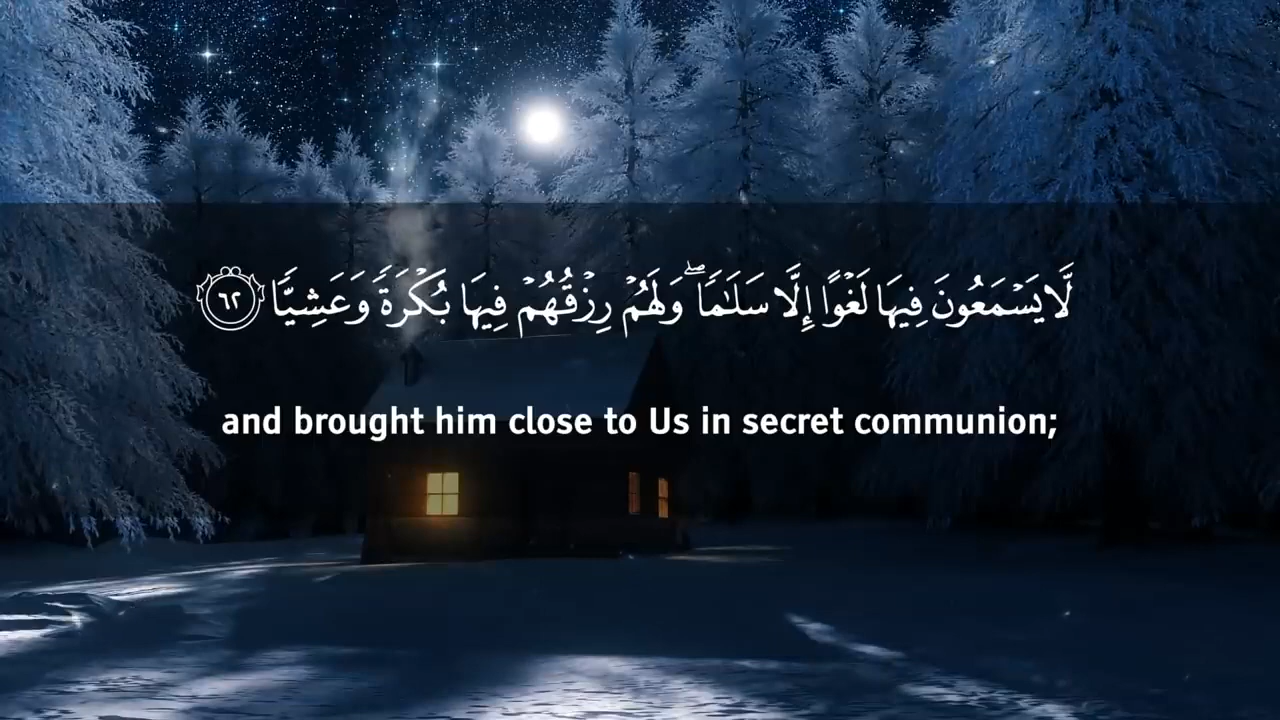 لَّا يَسْمَعُونَ فِيهَا لَغْوًا إِلَّا سَلَٰمًا ۖ وَلَهُمْ رِزْقُهُمْ فِيهَا بُكْرَةً وَعَشِيًّا ٦٢
and brought him close to Us in secret communion;